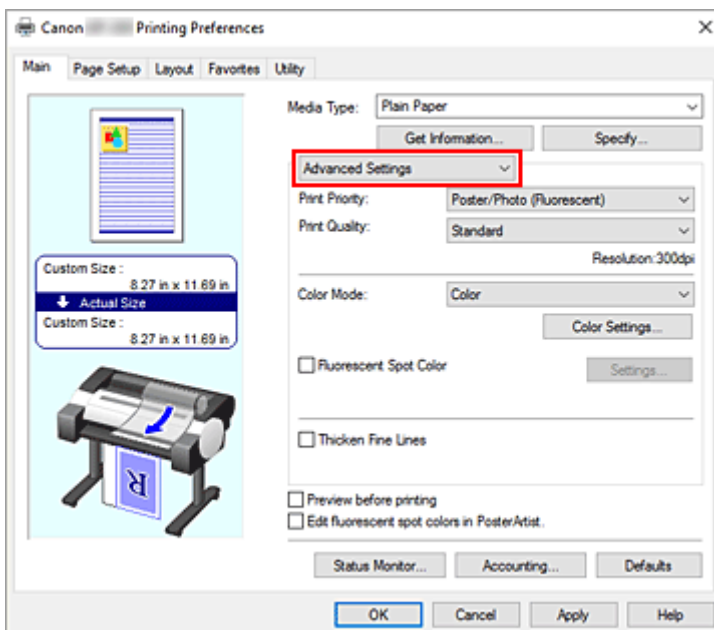 Canon Printing Preferences
Main Page Setup Layout Favorites Utility
Media Type: Plain Paper
Get Information... Specify...
Advanced Settings
Print Priority: Poster/Photo (Fluorescent)
Print Quality: Standard
Resolution:300dpi
Custom Size :
8.27 in x 11.69 in
Actual Size
Custom Size :
8.27 in x 11.69 in
Color Mode: Color
Color Settings...
Fluorescent Spot Color Settings...
Thicken Fine Lines
R
Preview before printing
Edit fluorescent spot colors in PosterArtist.
Status Monitor... Accounting... Defaults
OK Cancel Apply Help